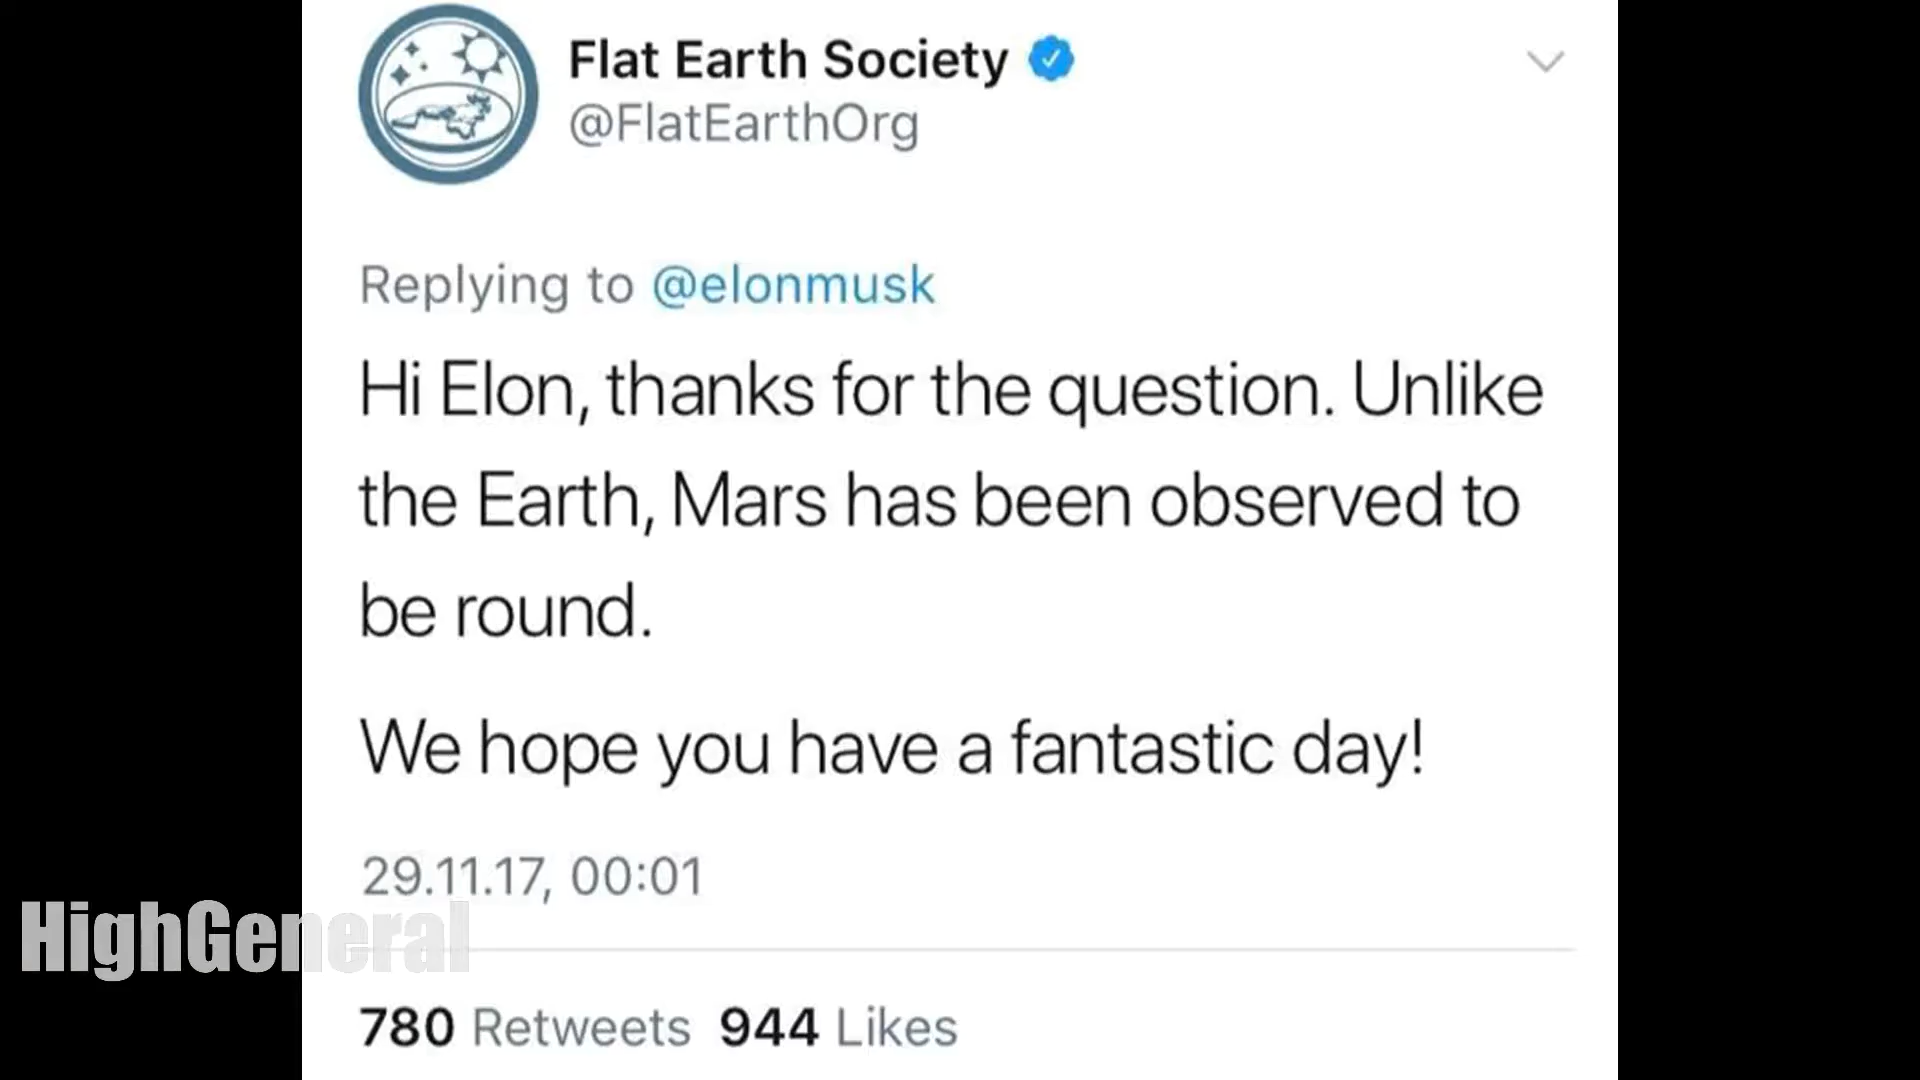 Flat Earth Society
@FlatEarthOrg
Replying to @elonmusk
Hi Elon, thanks for the question. Unlike
the Earth, Mars has been observed to
be round.
We hope you have a fantastic day!
29.11.17, 00:01
HighGeneral
780 Retweets 944 Likes